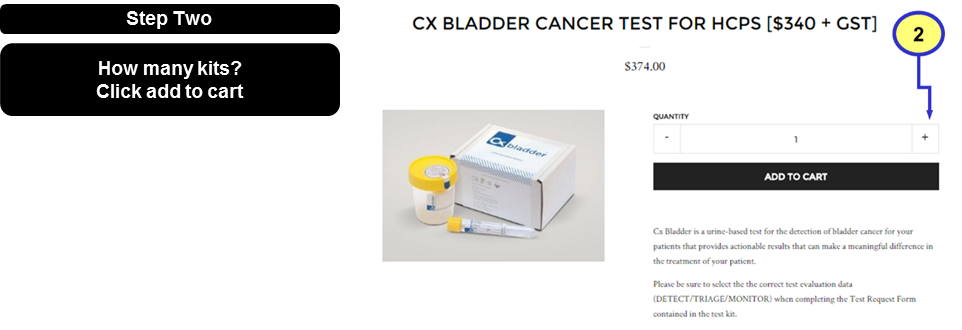 Step Two
How many kits?
Click add to cart
CX BLADDER CANCER TEST FOR HCPS [$340 + GST]
2
$374.00
Cxbladder
QUANTITY
- 1 +
ADD TO CART
Cx Bladder is a urine-based test for the detection of bladder cancer for your
patients that provides actionable results that can make a meaningful difference in
the treatment of your patient.
Please be sure to select the the correct test evaluation data
(DETECT/TRIAGE/MONITOR) when completing the Test Request Form
contained in the test kit.